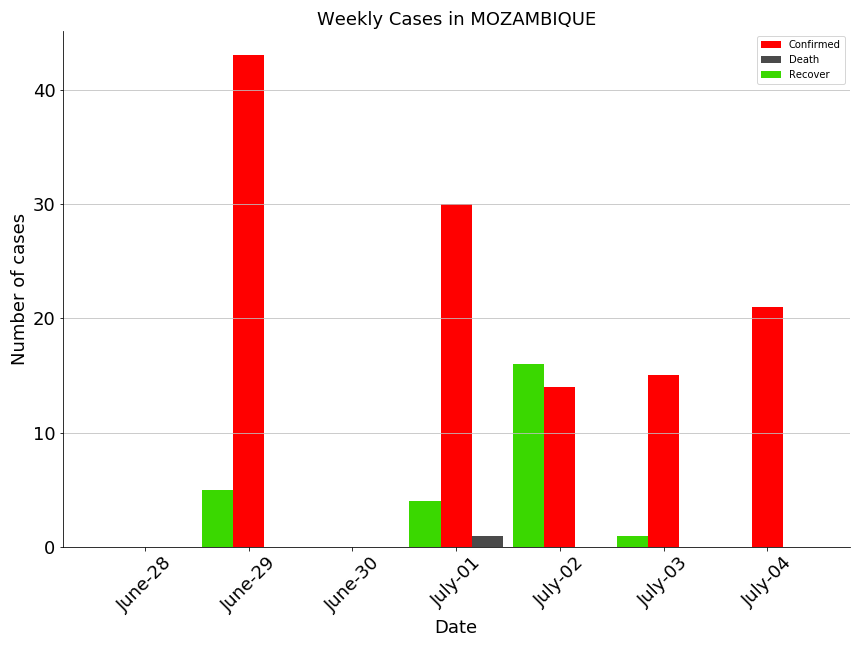 Weekly Cases in MOZAMBIQUE
Confirmed
Death
Recover
Number of cases
40
30
20
10
0
June-28
June-29
June-30
July-01
July-02
July-03
July-04
Date